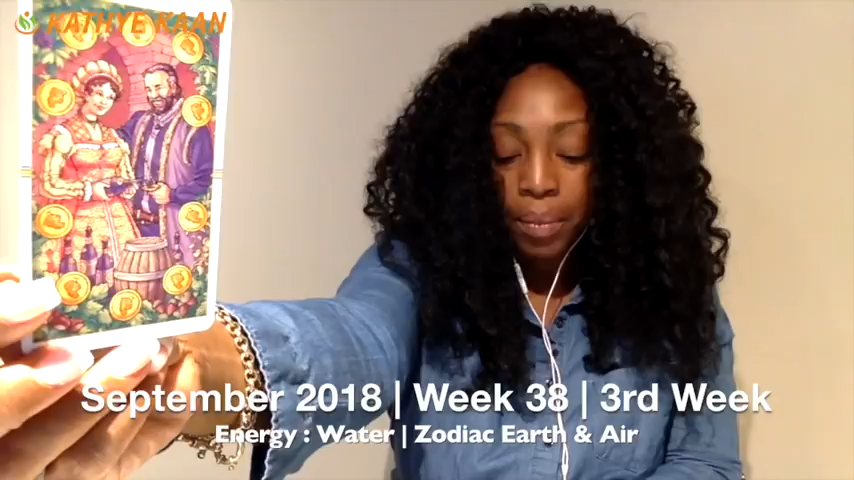 KATHYE KAAN
September 2018 | Week 38 | 3rd Week
Energy : Water | Zodiac Earth & Air